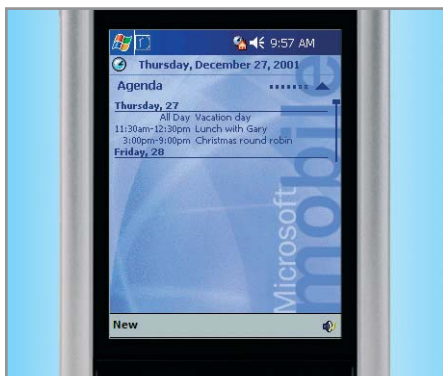 9:57 AM
Thursday, December 27, 2001
Agenda
Thursday, 27
All Day Vacation day
11:30am-12:30pm Lunch with Gary
3:00pm-9:00pm Christmas round robin
Friday, 28
Microsoft
mobile
New